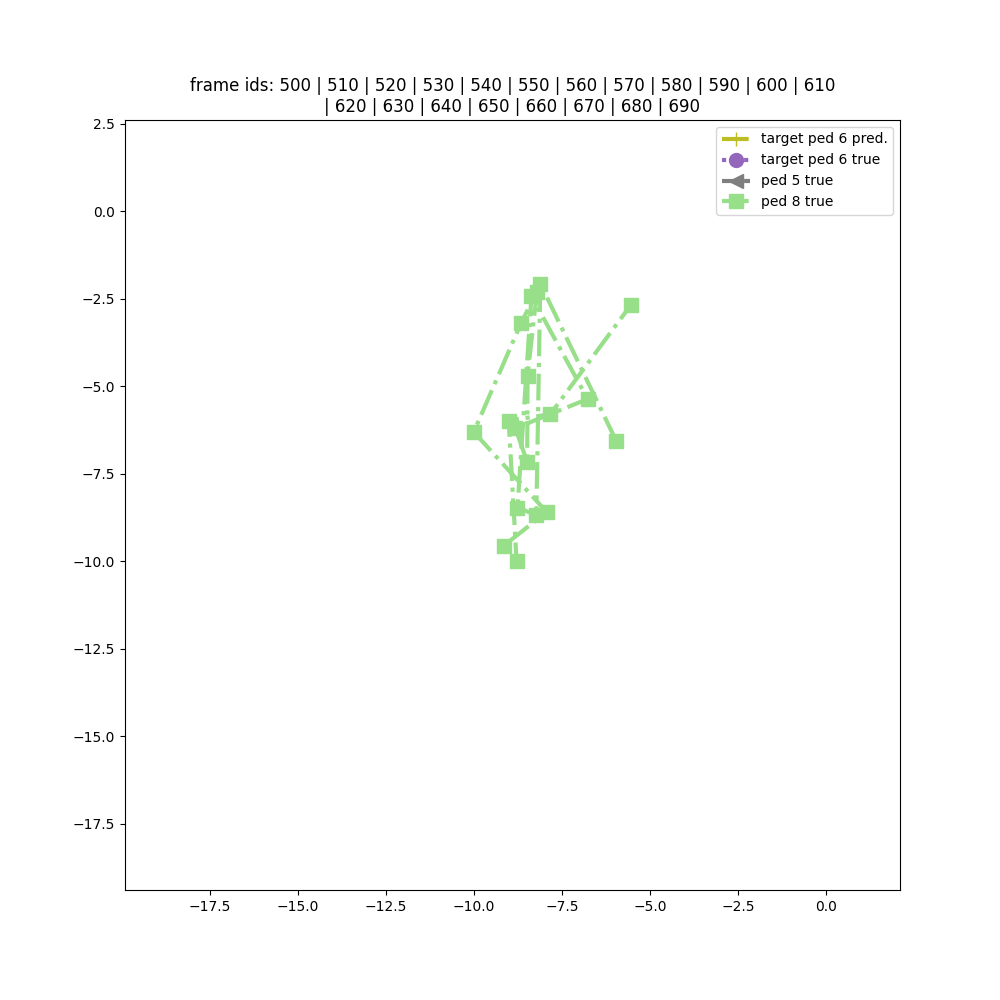 frame ids: 500 | 510 | 520 | 530 | 540 | 550 | 560 | 570 | 580 | 590 | 600 | 610
| 620 | 630 | 640 | 650 | 660 | 670 | 680 | 690
target ped 6 pred.
target ped 6 true
ped 5 true
ped 8 true
2.5
0.0
−2.5
−5.0
−7.5
−10.0
−12.5
−15.0
−17.5
−17.5 −15.0 −12.5 −10.0 −7.5 −5.0 −2.5 0.0